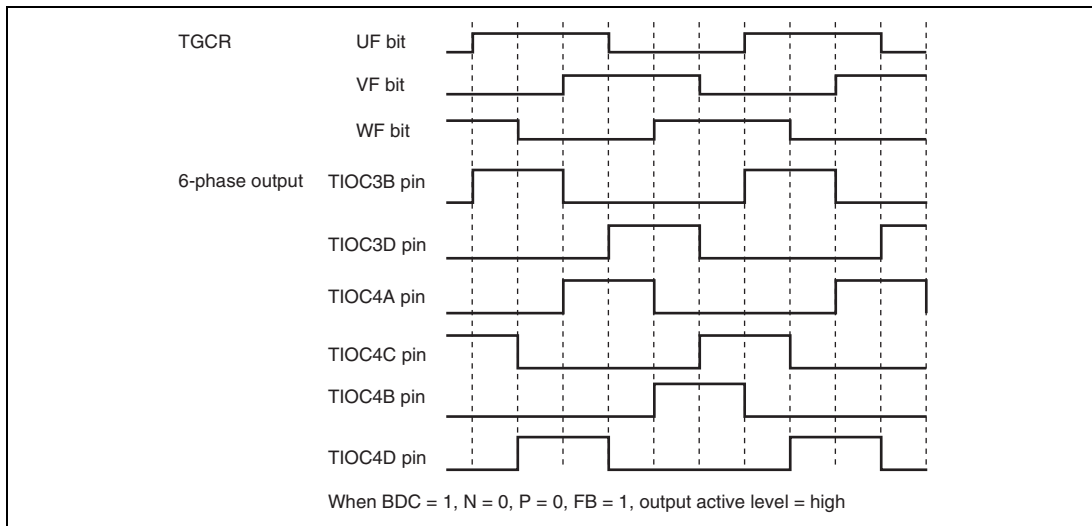 TGCR UF bit
VF bit
WF bit
6-phase output TIOC3B pin
TIOC3D pin
TIOC4A pin
TIOC4C pin
TIOC4B pin
TIOC4D pin
When BDC = 1, N = 0, P = 0, FB = 1, output active level = high